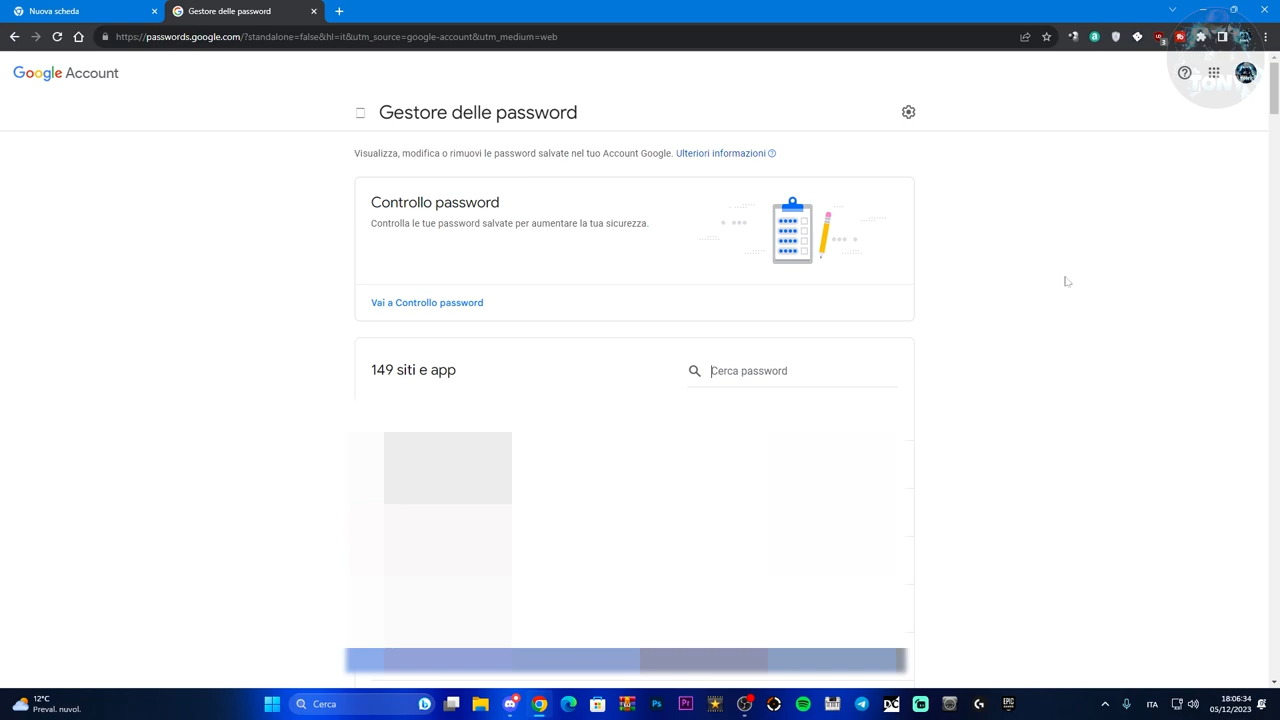 Nuova scheda
Gestore delle password
https://passwords.google.com/?standalone=false&hl=it&utm_source=google-account&utm_medium=web
Google Account
TONY
Gestore delle password
Visualizza, modifica o rimuovi le password salvate nel tuo Account Google. Ulteriori informazioni
Controllo password
Controlla le tue password salvate per aumentare la tua sicurezza.
Vai a Controllo password
149 siti e app
Cerca password
12°C
Preval. nuvol.
Cerca
ITA
18:06:34
05/12/2023